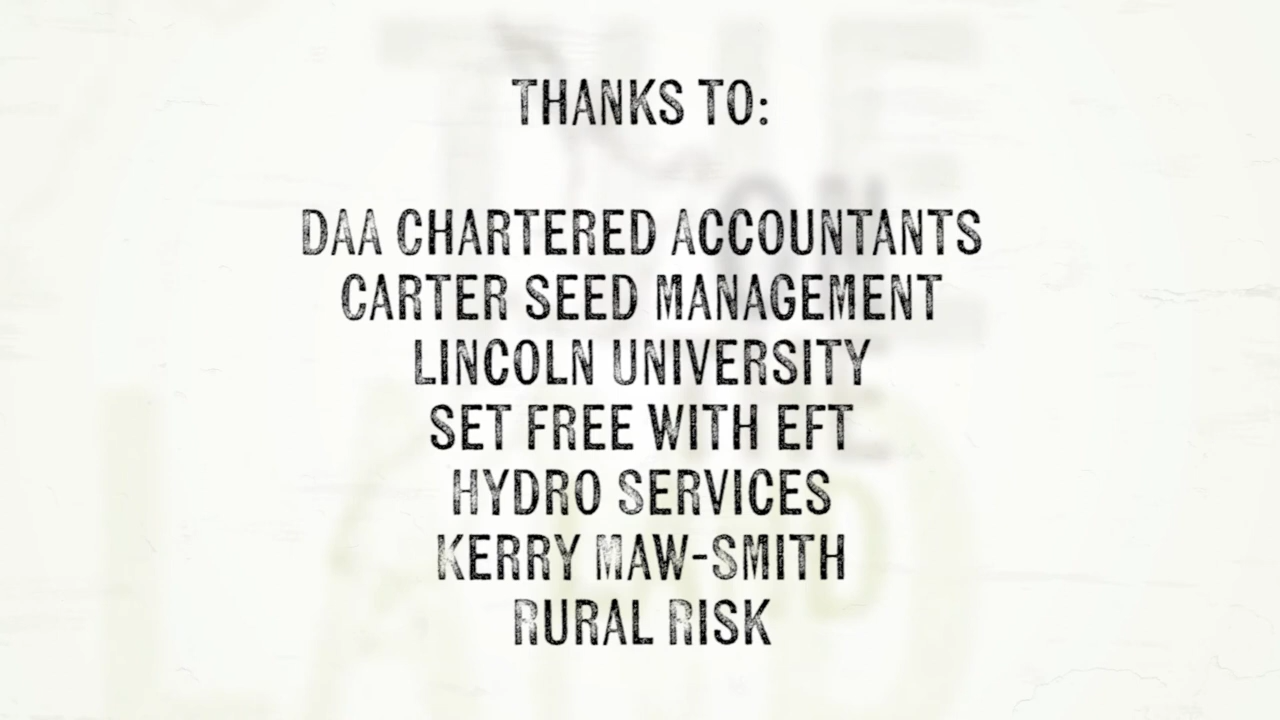 THANKS TO:
DAA CHARTERED ACCOUNTANTS
CARTER SEED MANAGEMENT
LINCOLN UNIVERSITY
SET FREE WITH EFT
HYDRO SERVICES
KERRY MAW-SMITH
RURAL RISK